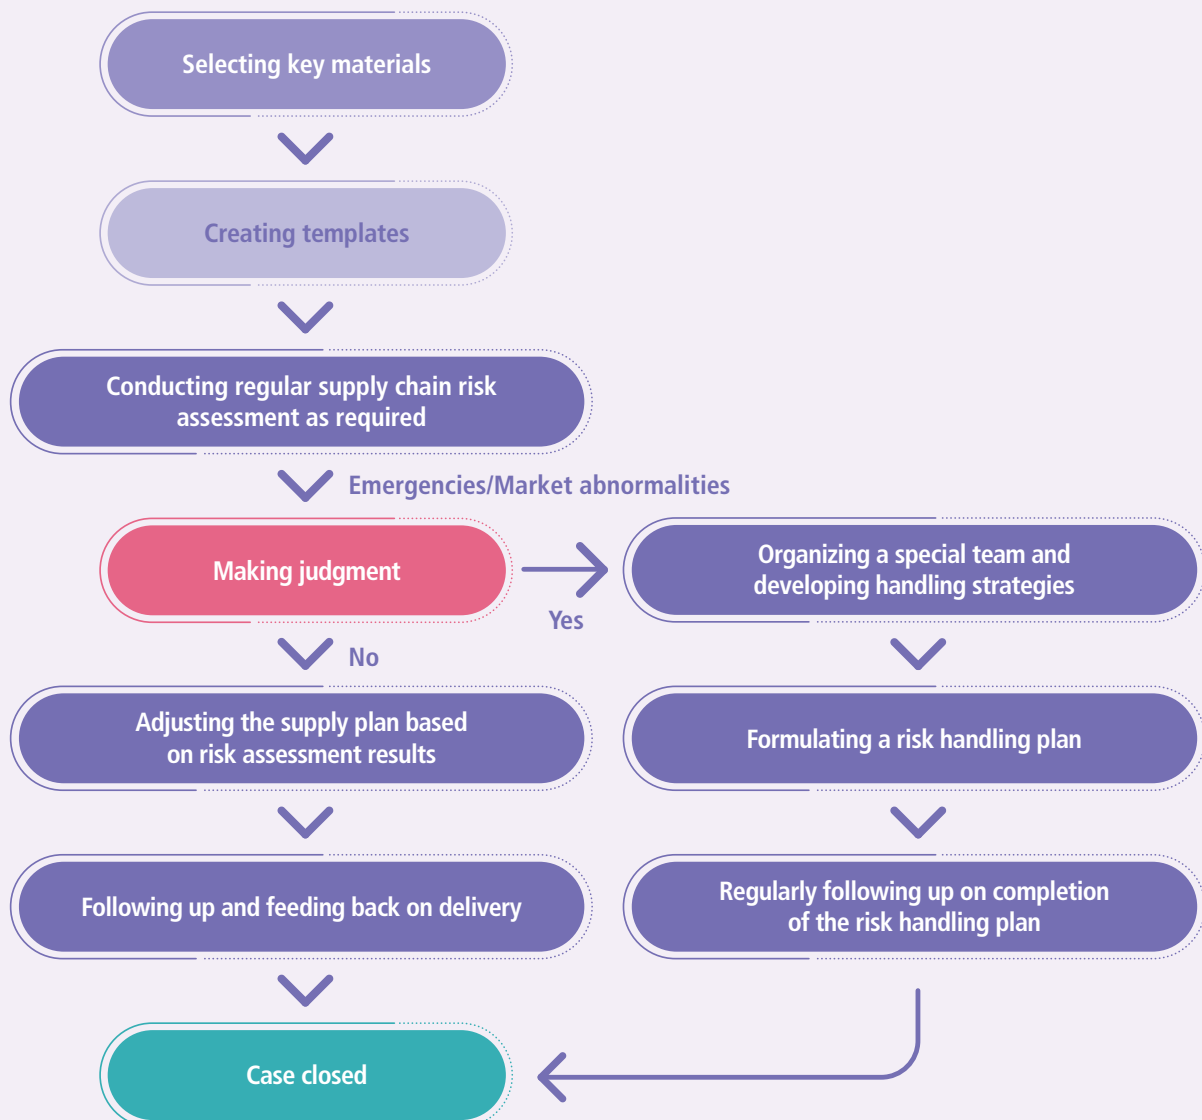 Selecting key materials
Creating templates
Conducting regular supply chain risk
assessment as required
Emergencies/Market abnormalities
Making judgment
Yes
Organizing a special team and
developing handling strategies
No
Adjusting the supply plan based
on risk assessment results
Formulating a risk handling plan
Following up and feeding back on delivery
Regularly following up on completion
of the risk handling plan
Case closed